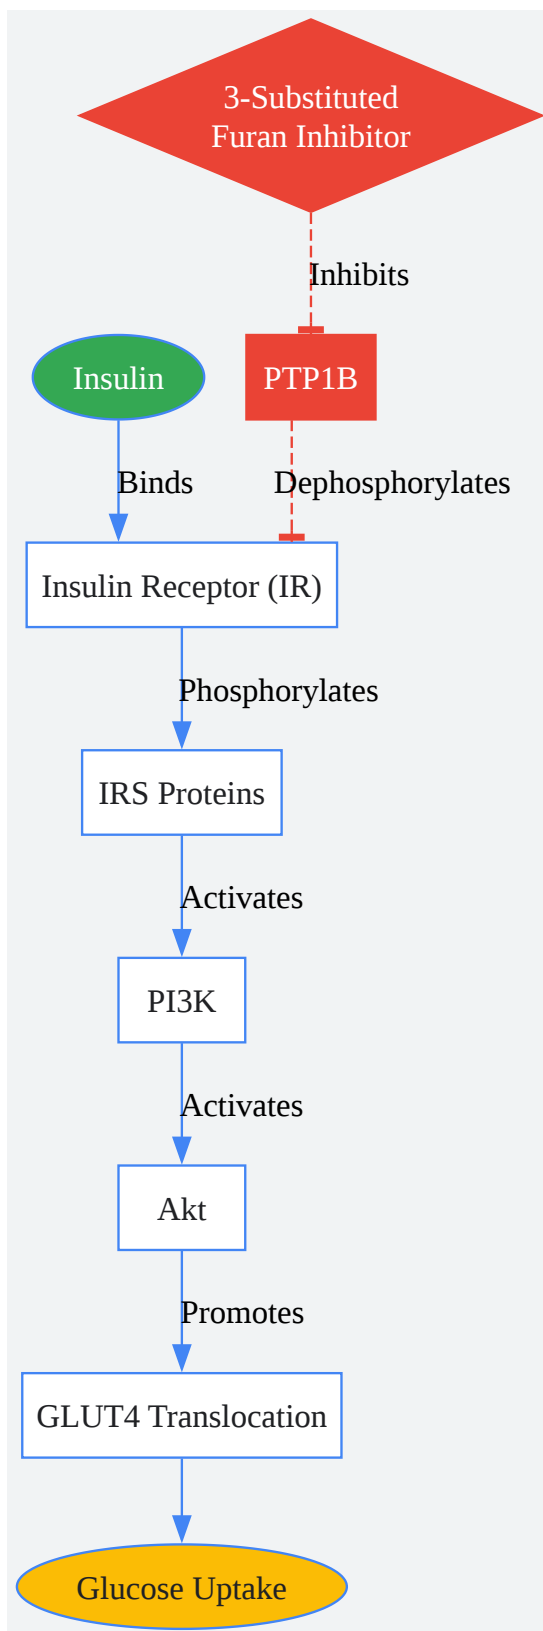 3-Substituted
Furan Inhibitor
Inhibits
Insulin
PTP1B
Binds
Dephosphorylates
Insulin Receptor (IR)
Phosphorylates
IRS Proteins
Activates
PI3K
Activates
Akt
Promotes
GLUT4 Translocation
Glucose Uptake